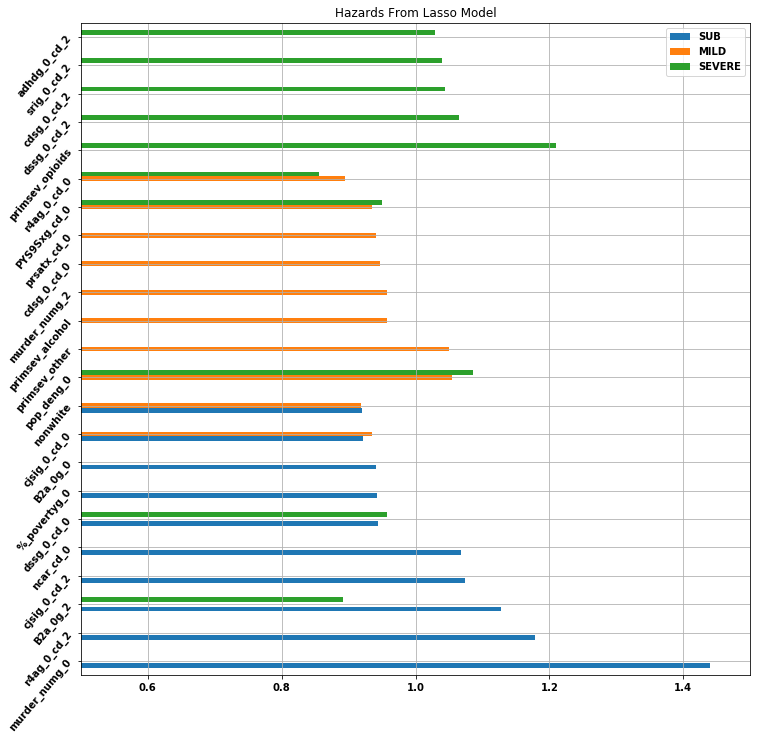 Hazards From Lasso Model
SUB
MILD
SEVERE
adhdg_0_cd_2
srig_0_cd_2
cdsg_0_cd_2
dssg_0_cd_2
primsev_opioids
r4ag_0_cd_0
PYS9Sxg_cd_0
prsatx_cd_0
cdsg_0_cd_0
murder_numg_2
primsev_alcohol
primsev_other
pop_deng_0
nonwhite
cjsig_0_cd_0
B2a_0g_0
%_povertyg_0
dssg_0_cd_0
ncar_cd_0
cjsig_0_cd_2
B2a_0g_2
r4ag_0_cd_2
murder_numg_0
0.6 0.8 1.0 1.2 1.4